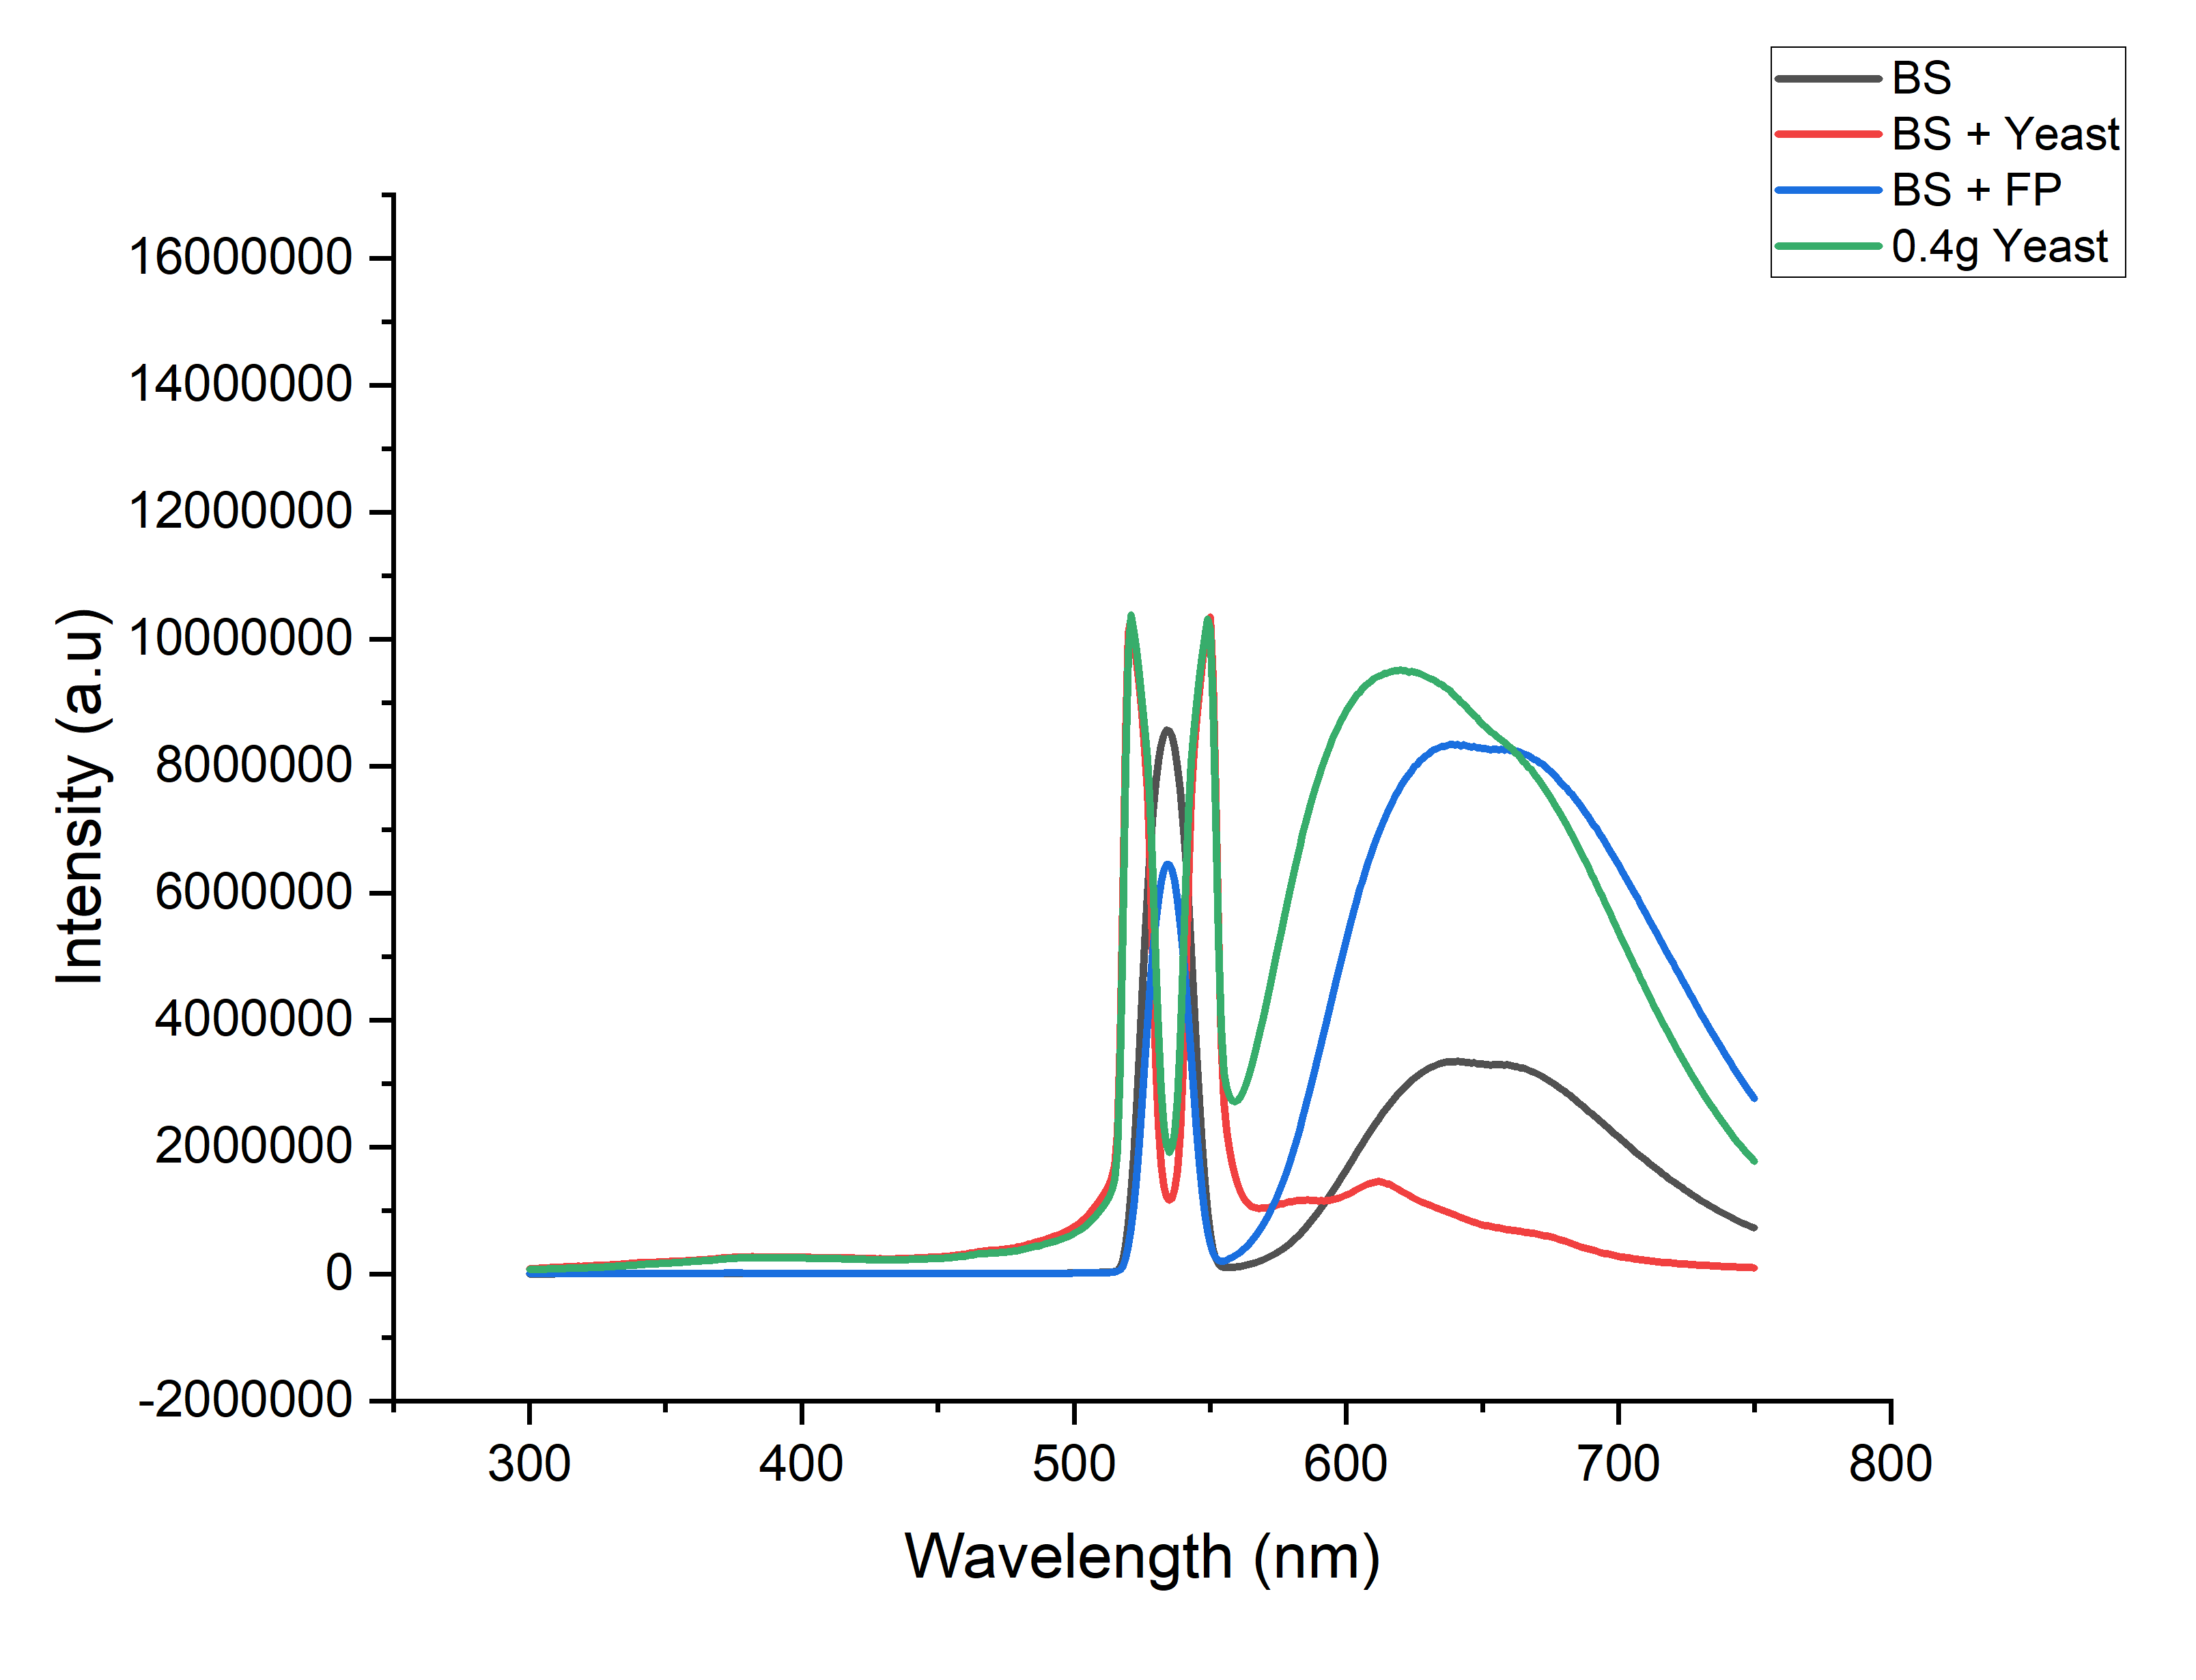 BS
BS + Yeast
BS + FP
0.4g Yeast
16000000
14000000
12000000
10000000
8000000
6000000
4000000
2000000
0
-2000000
Intensity (a.u)
300 400 500 600 700 800
Wavelength (nm)